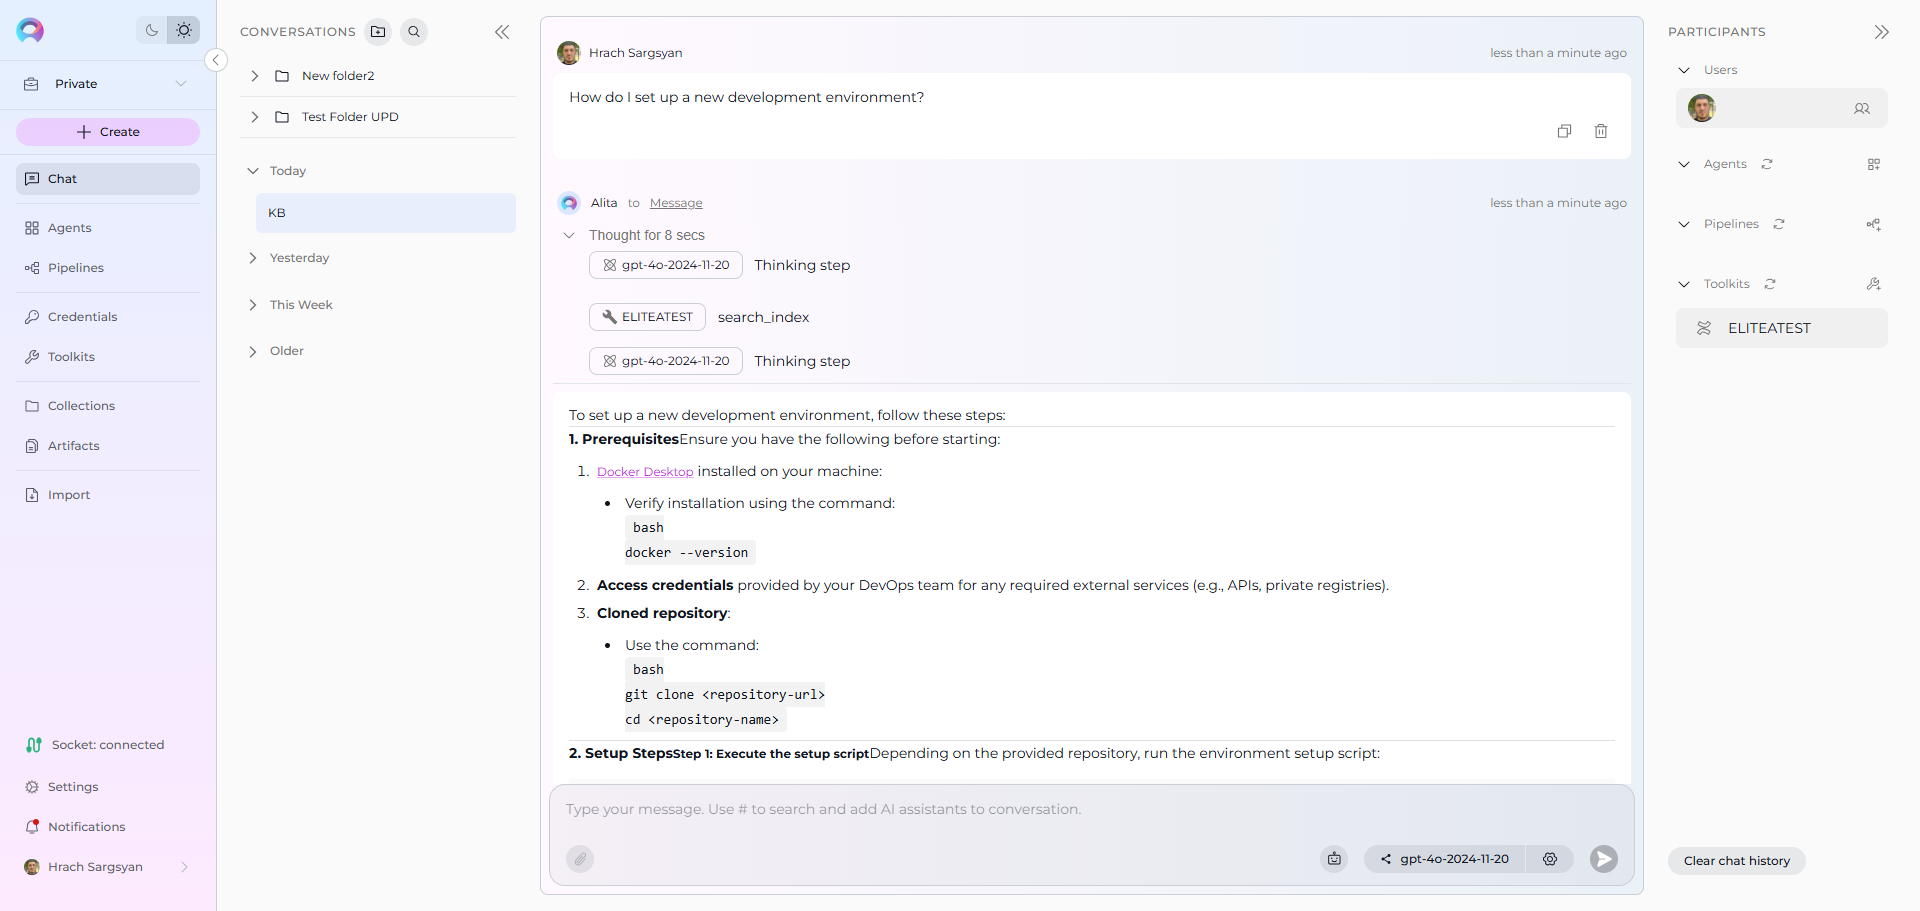 Private
Create
Chat
Agents
Pipelines
Credentials
Toolkits
Collections
Artifacts
Import
Socket: connected
Settings
Notifications
Hrach Sargsyan
CONVERSATIONS
New folder2
Test Folder UPD
Today
KB
Yesterday
This Week
Older
Hrach Sargsyan
less than a minute ago
How do I set up a new development environment?
Alita to Message
less than a minute ago
Thought for 8 secs
gpt-4o-2024-11-20 Thinking step
ELITEATEST search_index
gpt-4o-2024-11-20 Thinking step
To set up a new development environment, follow these steps:
1. PrerequisitesEnsure you have the following before starting:
1. Docker Desktop installed on your machine:
• Verify installation using the command:
bash
docker --version
2. Access credentials provided by your DevOps team for any required external services (e.g., APIs, private registries).
3. Cloned repository:
• Use the command:
bash
git clone <repository-url>
cd <repository-name>
2. Setup StepsStep 1: Execute the setup scriptDepending on the provided repository, run the environment setup script:
Type your message. Use # to search and add AI assistants to conversation.
gpt-4o-2024-11-20
PARTICIPANTS
Users
Agents
Pipelines
Toolkits
ELITEATEST
Clear chat history